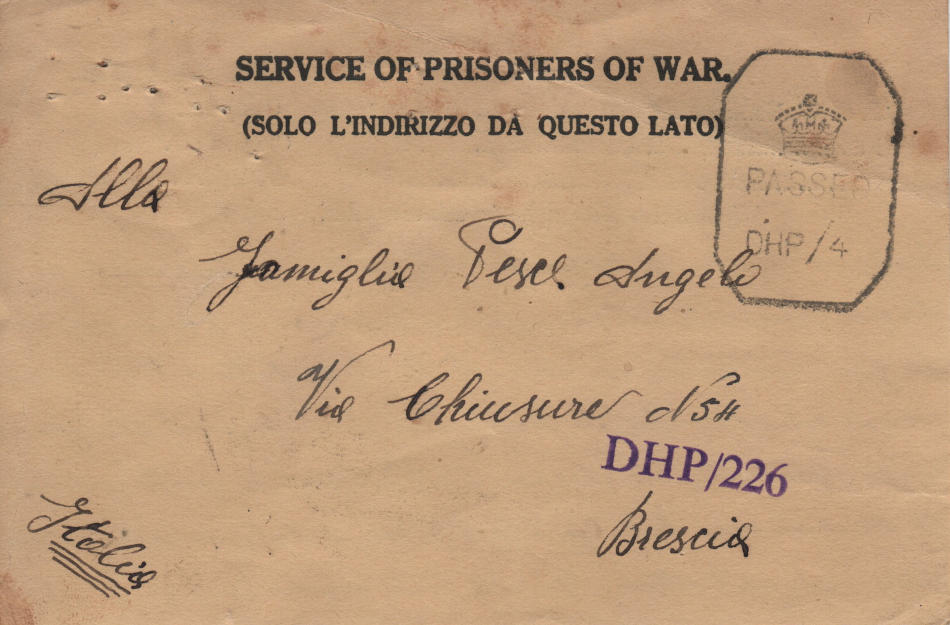 SERVICE OF PRISONERS OF WAR.
(SOLO L'INDIRIZZO DA QUESTO LATO)
PASSED
DHP/4
Alla
Famiglia Pesce Angelo
Via Chiusure N 54
DHP/226
Brescia
Italia